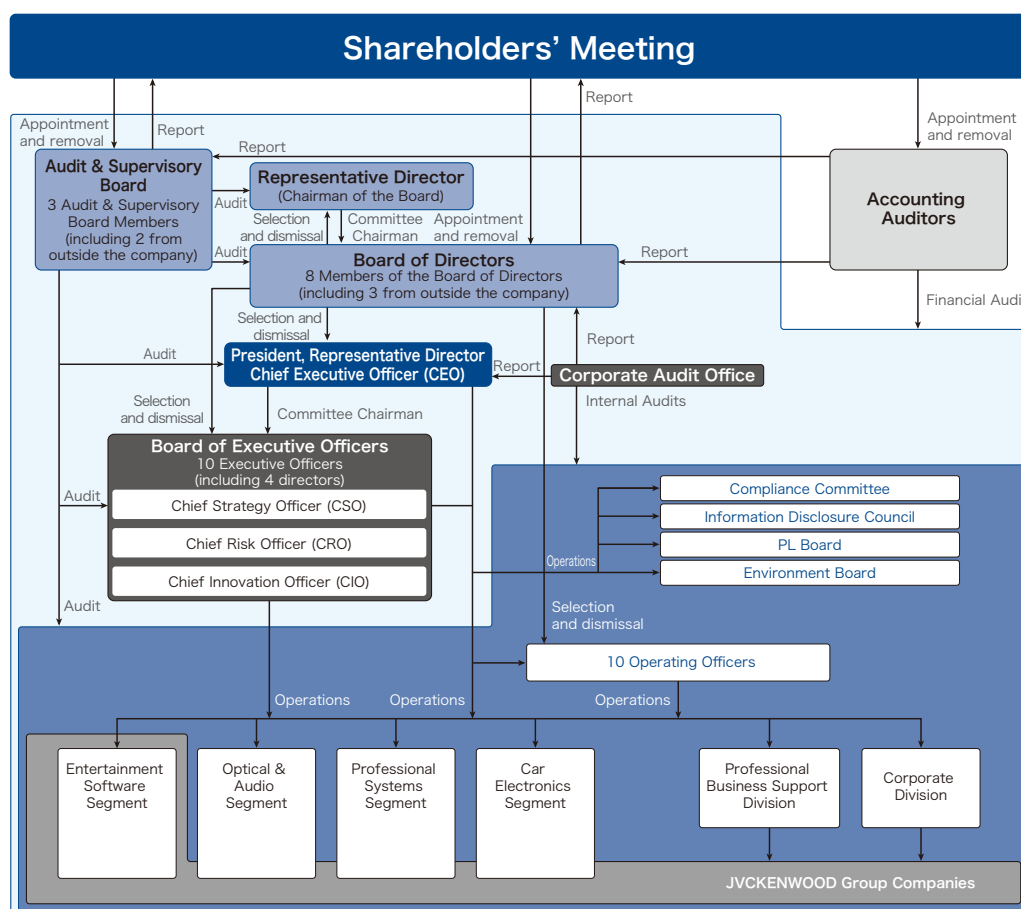 Shareholders’ Meeting
Report
Appointment
and removal
Report
Appointment
and removal
Report
Audit & Supervisory
Board
3 Audit & Supervisory
Board Members
(including 2 from
outside the company)
Audit
Representative Director
(Chairman of the Board)
Accounting
Auditors
Selection
and dismissal
Committee
Chairman
Appointment
and removal
Audit
Board of Directors
8 Members of the Board of Directors
(including 3 from outside the company)
Report
Financial Audit
Selection and
dismissal
Report
Audit
President, Representative Director
Chief Executive Officer (CEO)
Report
Corporate Audit Office
Selection
and dismissal
Committee Chairman
Internal Audits
Board of Executive Officers
10 Executive Officers
(including 4 directors)
Audit
Chief Strategy Officer (CSO)
Chief Risk Officer (CRO)
Chief Innovation Officer (CIO)
Operations
Compliance Committee
Information Disclosure Council
PL Board
Environment Board
Audit
Selection
and dismissal
10 Operating Officers
Operations
Operations
Operations
Entertainment
Software
Segment
Optical &
Audio
Segment
Professional
Systems
Segment
Car
Electronics
Segment
Professional
Business Support
Division
Corporate
Division
JVCKENWOOD Group Companies